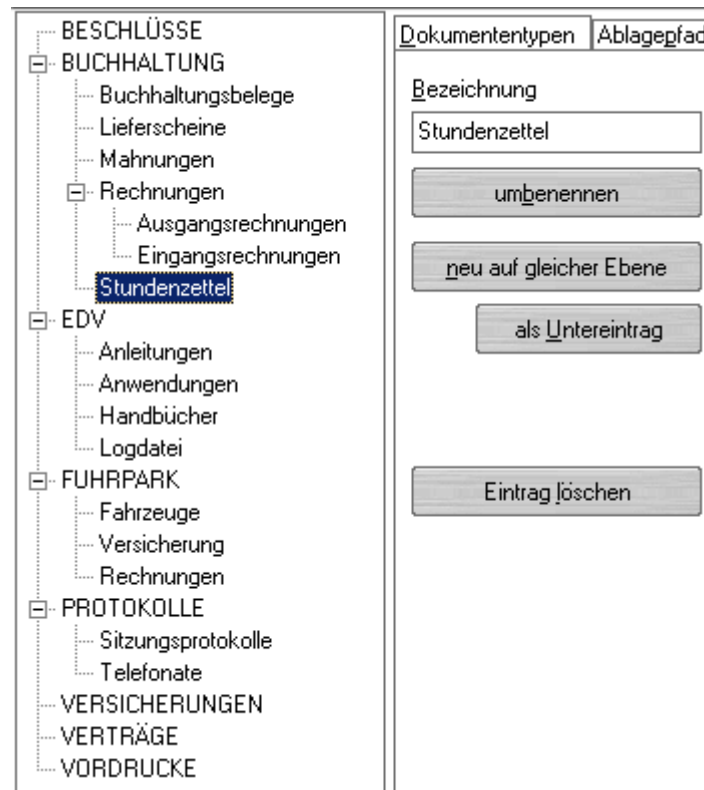 BESCHLÜSSE
BUCHHALTUNG
Buchhaltungsbelege
Lieferscheine
Mahnungen
Rechnungen
Ausgangsrechnungen
Eingangsrechnungen
Stundenzettel
EDV
Anleitungen
Anwendungen
Handbücher
Logdatei
FUHRPARK
Fahrzeuge
Versicherung
Rechnungen
PROTOKOLLE
Sitzungsprotokolle
Telefonate
VERSICHERUNGEN
VERTRÄGE
VORDRUCKE
Dokumententypen Ablagepfad
Bezeichnung
Stundenzettel
umbenennen
neu auf gleicher Ebene
als Untereintrag
Eintrag löschen